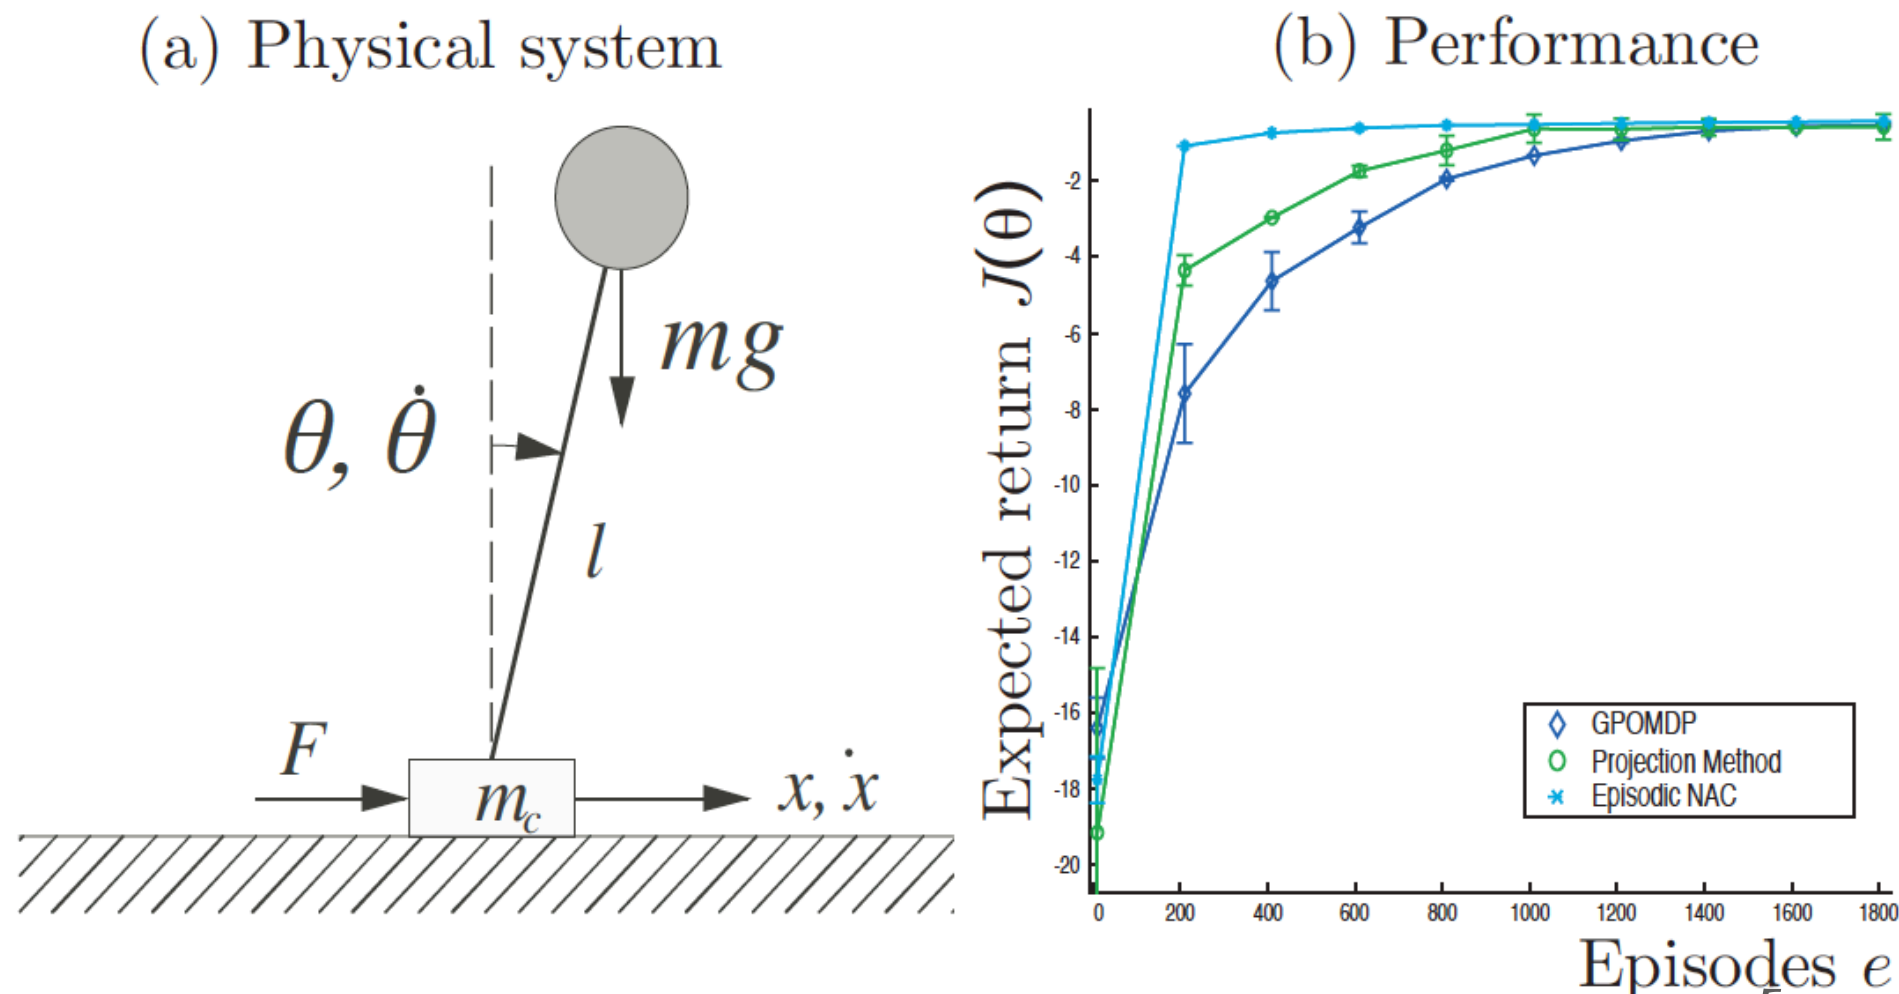 (a) Physical system
mg
θ, θ̇
l
F
m_c
x, ẋ
(b) Performance
Expected return J(θ)
-2
-4
-6
-8
-10
-12
-14
-16
-18
-20
GPOMDP
Projection Method
Episodic NAC
0 200 400 600 800 1000 1200 1400 1600 1800
Episodes e